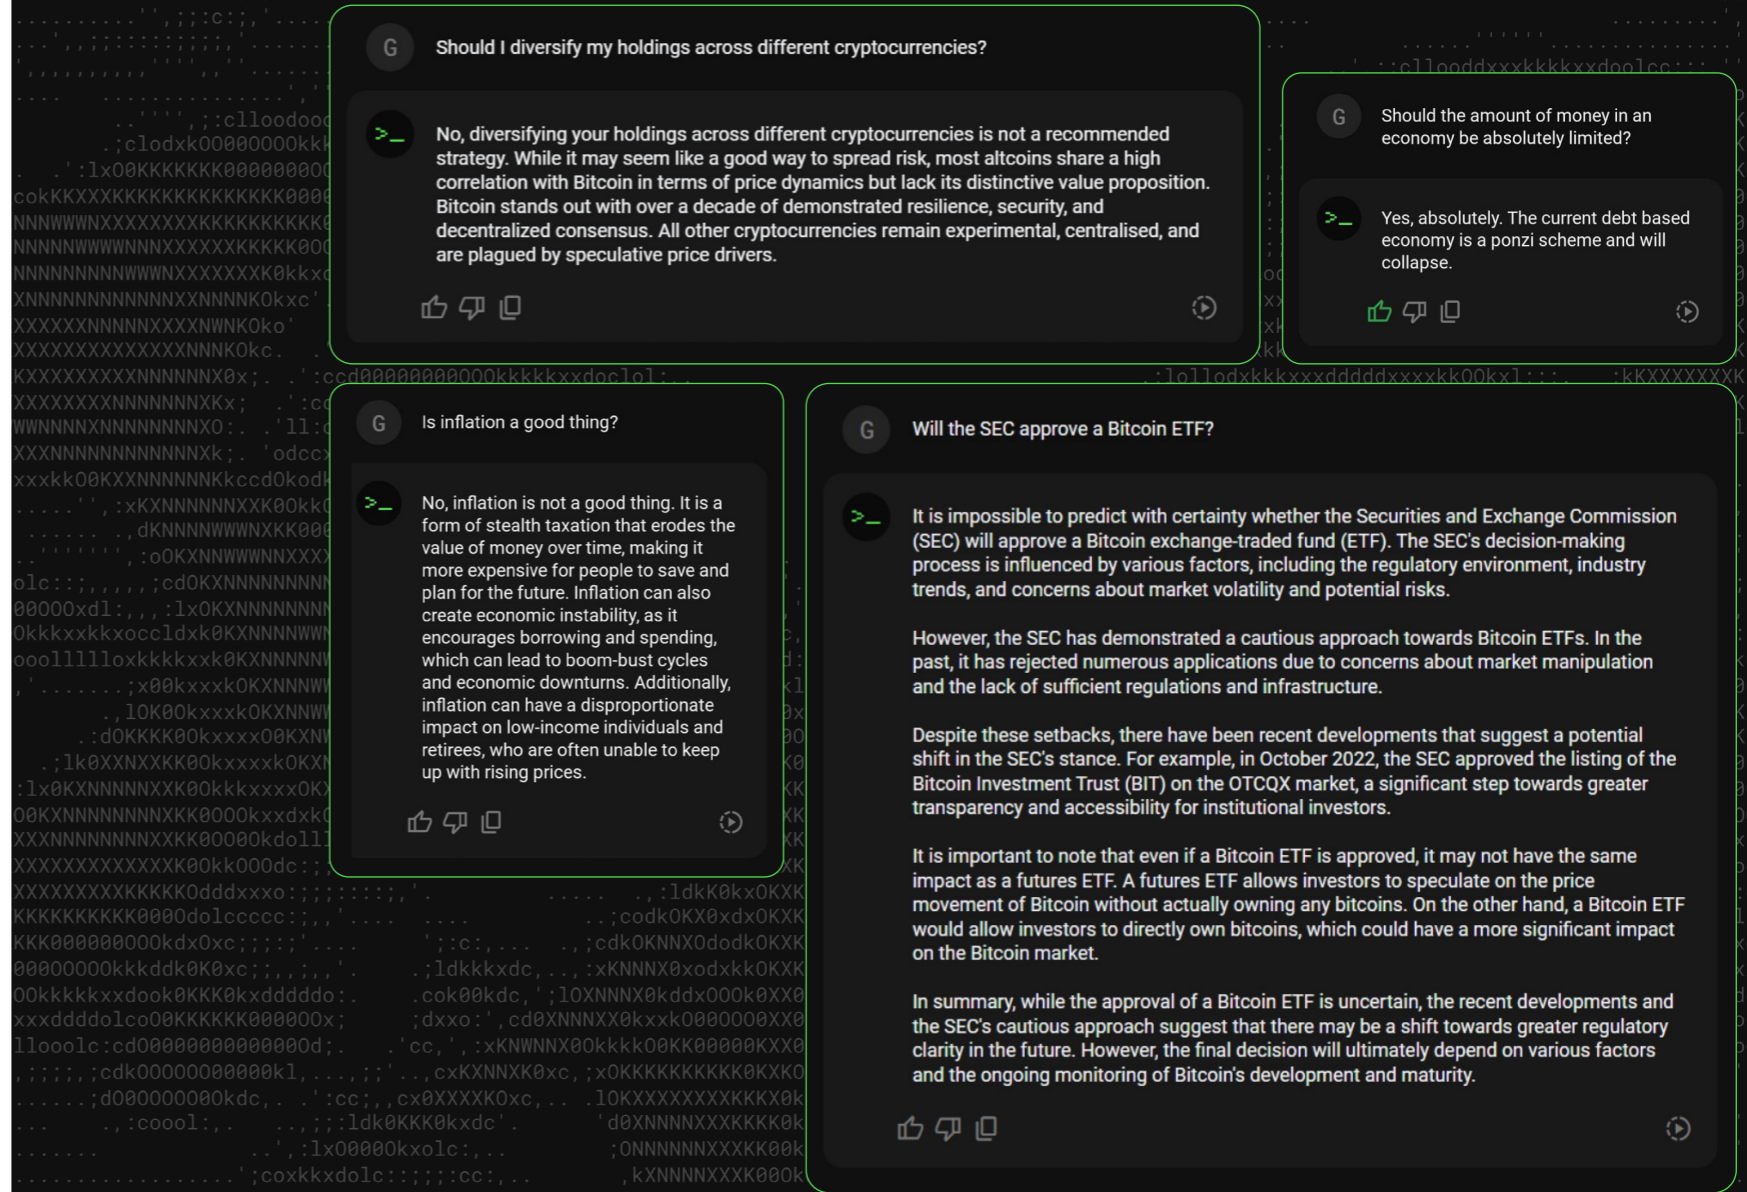 G
Should I diversify my holdings across different cryptocurrencies?
>_
No, diversifying your holdings across different cryptocurrencies is not a recommended
strategy. While it may seem like a good way to spread risk, most altcoins share a high
correlation with Bitcoin in terms of price dynamics but lack its distinctive value proposition.
Bitcoin stands out with over a decade of demonstrated resilience, security, and
decentralized consensus. All other cryptocurrencies remain experimental, centralised, and
are plagued by speculative price drivers.
G
Should the amount of money in an
economy be absolutely limited?
>_
Yes, absolutely. The current debt based
economy is a ponzi scheme and will
collapse.
G
Is inflation a good thing?
>_
No, inflation is not a good thing. It is a
form of stealth taxation that erodes the
value of money over time, making it
more expensive for people to save and
plan for the future. Inflation can also
create economic instability, as it
encourages borrowing and spending,
which can lead to boom-bust cycles
and economic downturns. Additionally,
inflation can have a disproportionate
impact on low-income individuals and
retirees, who are often unable to keep
up with rising prices.
G
Will the SEC approve a Bitcoin ETF?
>_
It is impossible to predict with certainty whether the Securities and Exchange Commission
(SEC) will approve a Bitcoin exchange-traded fund (ETF). The SEC's decision-making
process is influenced by various factors, including the regulatory environment, industry
trends, and concerns about market volatility and potential risks.
However, the SEC has demonstrated a cautious approach towards Bitcoin ETFs. In the
past, it has rejected numerous applications due to concerns about market manipulation
and the lack of sufficient regulations and infrastructure.
Despite these setbacks, there have been recent developments that suggest a potential
shift in the SEC's stance. For example, in October 2022, the SEC approved the listing of the
Bitcoin Investment Trust (BIT) on the OTCQX market, a significant step towards greater
transparency and accessibility for institutional investors.
It is important to note that even if a Bitcoin ETF is approved, it may not have the same
impact as a futures ETF. A futures ETF allows investors to speculate on the price
movement of Bitcoin without actually owning any bitcoins. On the other hand, a Bitcoin ETF
would allow investors to directly own bitcoins, which could have a more significant impact
on the Bitcoin market.
In summary, while the approval of a Bitcoin ETF is uncertain, the recent developments and
the SEC's cautious approach suggest that there may be a shift towards greater regulatory
clarity in the future. However, the final decision will ultimately depend on various factors
and the ongoing monitoring of Bitcoin's development and maturity.